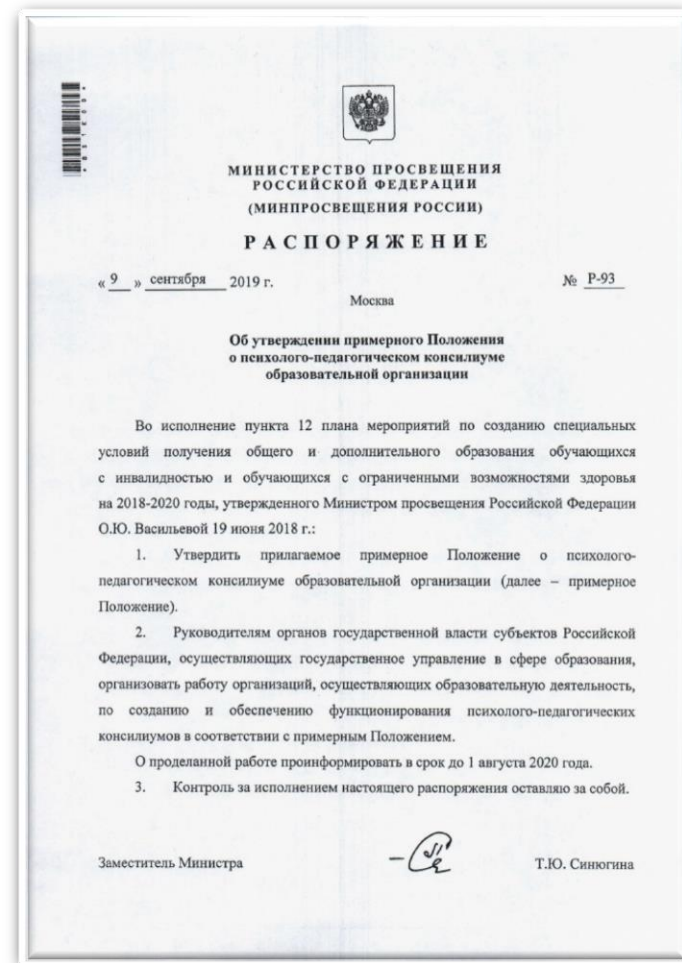 МИНИСТЕРСТВО ПРОСВЕЩЕНИЯ
РОССИЙСКОЙ ФЕДЕРАЦИИ
(МИНПРОСВЕЩЕНИЯ РОССИИ)
РАСПОРЯЖЕНИЕ
« 9 » сентября 2019 г. № Р-93
Москва
Об утверждении примерного Положения
о психолого-педагогическом консилиуме
образовательной организации
Во исполнение пункта 12 плана мероприятий по созданию специальных
условий получения общего и дополнительного образования обучающихся
с инвалидностью и обучающихся с ограниченными возможностями здоровья
на 2018-2020 годы, утвержденного Министром просвещения Российской Федерации
О.Ю. Васильевой 19 июня 2018 г.:
1. Утвердить прилагаемое примерное Положение о психолого-
педагогическом консилиуме образовательной организации (далее – примерное
Положение).
2. Руководителям органов государственной власти субъектов Российской
Федерации, осуществляющих государственное управление в сфере образования,
организовать работу организаций, осуществляющих образовательную деятельность,
по созданию и обеспечению функционирования психолого-педагогических
консилиумов в соответствии с примерным Положением.
О проделанной работе проинформировать в срок до 1 августа 2020 года.
3. Контроль за исполнением настоящего распоряжения оставляю за собой.
Заместитель Министра Т.Ю. Синюгина